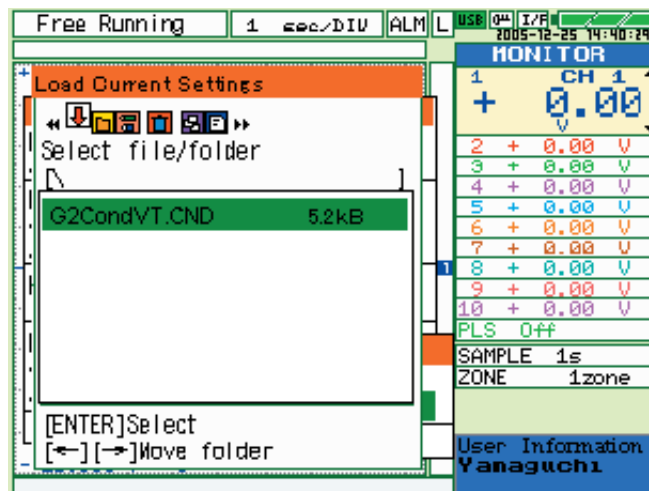 Free Running 1 sec/DIV ALM L USB I/F
2005-12-25 14:40:29
MONITOR
Load Current Settings
1 CH 1
+ 0.00
V
Select file/folder
[\ ]
G2CondVT.CND 5.2kB
2 + 0.00 V
3 + 0.00 V
4 + 0.00 V
5 + 0.00 V
6 + 0.00 V
7 + 0.00 V
8 + 0.00 V
9 + 0.00 V
10 + 0.00 V
PLS Off
SAMPLE 1s
ZONE 1zone
1
[ENTER]Select
[←][→]Move folder
User Information
Yamaguchi